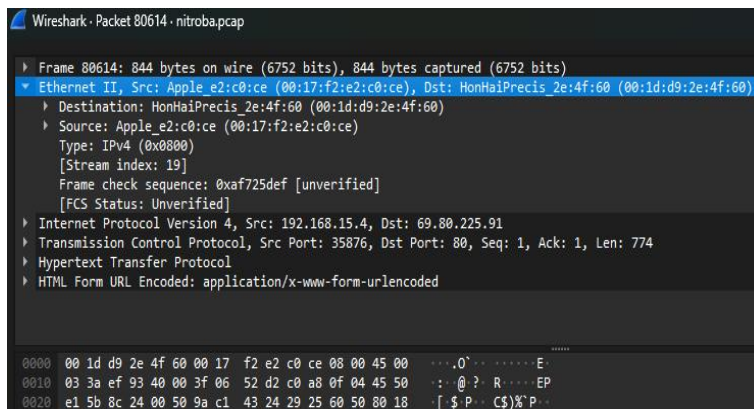 Wireshark · Packet 80614 · nitroba.pcap
Frame 80614: 844 bytes on wire (6752 bits), 844 bytes captured (6752 bits)
Ethernet II, Src: Apple_e2:c0:ce (00:17:f2:e2:c0:ce), Dst: HonHaiPrecis_2e:4f:60 (00:1d:d9:2e:4f:60)
Destination: HonHaiPrecis_2e:4f:60 (00:1d:d9:2e:4f:60)
Source: Apple_e2:c0:ce (00:17:f2:e2:c0:ce)
Type: IPv4 (0x0800)
[Stream index: 19]
Frame check sequence: 0xaf725def [unverified]
[FCS Status: Unverified]
Internet Protocol Version 4, Src: 192.168.15.4, Dst: 69.80.225.91
Transmission Control Protocol, Src Port: 35876, Dst Port: 80, Seq: 1, Ack: 1, Len: 774
Hypertext Transfer Protocol
HTML Form URL Encoded: application/x-www-form-urlencoded
0000 00 1d d9 2e 4f 60 00 17 f2 e2 c0 ce 08 00 45 00 ···.O`·· ······E·
0010 03 3a ef 93 40 00 3f 06 52 d2 c0 a8 0f 04 45 50 ·:··@·?· R·····EP
0020 e1 5b 8c 24 00 50 9a c1 43 24 29 25 60 50 80 18 ·[·$·P·· C$)%`P··